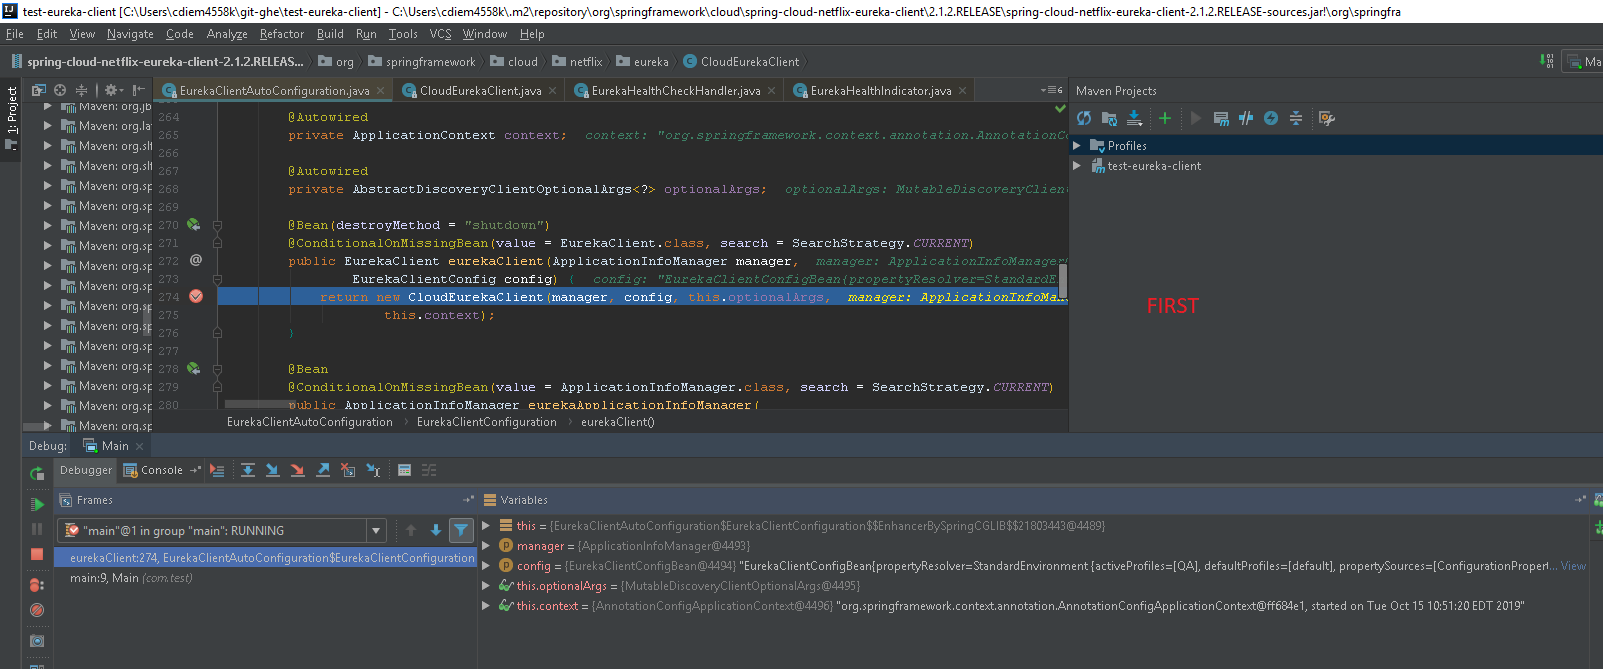 test-eureka-client [C:\Users\cdiem4558k\git-ghe\test-eureka-client] - C:\Users\cdiem4558k\.m2\repository\org\springframework\cloud\spring-cloud-netflix-eureka-client\2.1.2.RELEASE\spring-cloud-netflix-eureka-client-2.1.2.RELEASE-sources.jar!\org\springfra
File Edit View Navigate Code Analyze Refactor Build Run Tools VCS Window Help
spring-cloud-netflix-eureka-client-2.1.2.RELEAS... org springframework cloud netflix eureka CloudEurekaClient Ma
1: Project
EurekaClientAutoConfiguration.java CloudEurekaClient.java EurekaHealthCheckHandler.java EurekaHealthIndicator.java 6
Maven Projects
Maven: org.jb
Maven: org.la
Maven: org.slf
Maven: org.slf
Maven: org.sp
Maven: org.sp
Maven: org.sp
Maven: org.sp
Maven: org.sp
Maven: org.sp
Maven: org.sp
Maven: org.sp
Maven: org.sp
Maven: org.sp
Maven: org.sp
Maven: org.sp
Maven: org.sp
264 @Autowired
265 private ApplicationContext context; context: "org.springframework.context.annotation.AnnotationCo
266
267 @Autowired
268 private AbstractDiscoveryClientOptionalArgs<?> optionalArgs; optionalArgs: MutableDiscoveryClien
269
270 @Bean(destroyMethod = "shutdown")
271 @ConditionalOnMissingBean(value = EurekaClient.class, search = SearchStrategy.CURRENT)
272 public EurekaClient eurekaClient(ApplicationInfoManager manager, manager: ApplicationInfoManager
273 EurekaClientConfig config) { config: "EurekaClientConfigBean{propertyResolver=StandardE
274 return new CloudEurekaClient(manager, config, this.optionalArgs, manager: ApplicationInfoMa
275 this.context);
276 }
277
278 @Bean
279 @ConditionalOnMissingBean(value = ApplicationInfoManager.class, search = SearchStrategy.CURRENT)
280 public ApplicationInfoManager eurekaApplicationInfoManager(
EurekaClientAutoConfiguration EurekaClientConfiguration eurekaClient()
Profiles
test-eureka-client
FIRST
Debug: Main
Debugger Console
Frames
"main"@1 in group "main": RUNNING
eurekaClient:274, EurekaClientAutoConfiguration$EurekaClientConfiguration
main:9, Main (com.test)
Variables
this = {EurekaClientAutoConfiguration$EurekaClientConfiguration$$EnhancerBySpringCGLIB$$21803443@4489}
manager = {ApplicationInfoManager@4493}
config = {EurekaClientConfigBean@4494} "EurekaClientConfigBean{propertyResolver=StandardEnvironment {activeProfiles=[QA], defaultProfiles=[default], propertySources=[ConfigurationPropert... View
this.optionalArgs = {MutableDiscoveryClientOptionalArgs@4495}
this.context = {AnnotationConfigApplicationContext@4496} "org.springframework.context.annotation.AnnotationConfigApplicationContext@ff684e1, started on Tue Oct 15 10:51:20 EDT 2019"